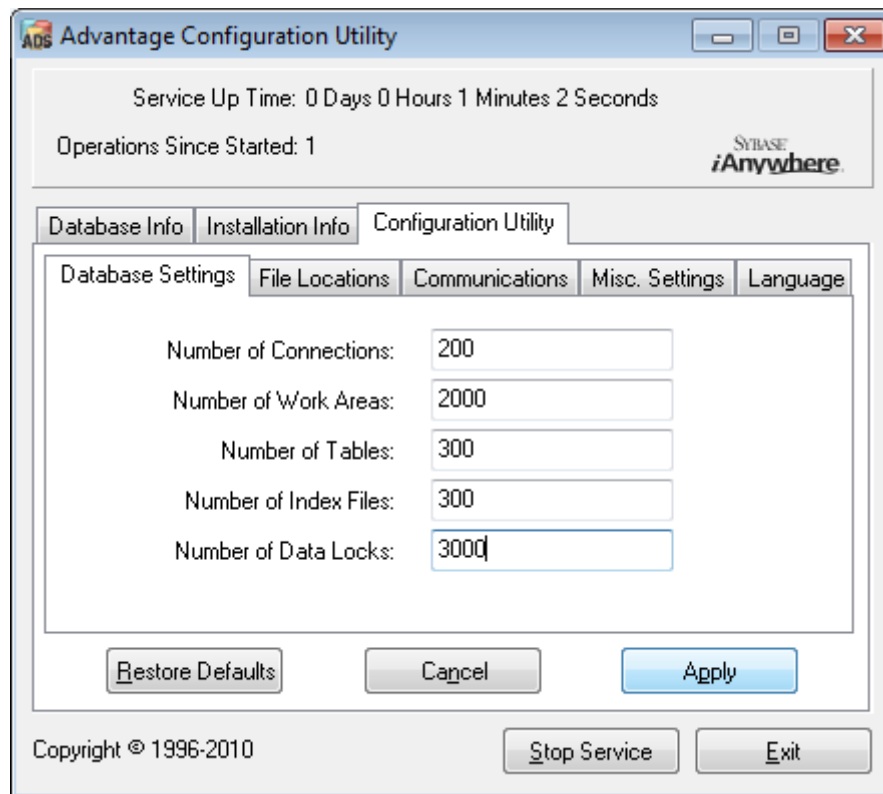 ADS Advantage Configuration Utility
Service Up Time: 0 Days 0 Hours 1 Minutes 2 Seconds
Operations Since Started: 1
SYBASE
iAnywhere.
Database Info Installation Info Configuration Utility
Database Settings File Locations Communications Misc. Settings Language
Number of Connections: 200
Number of Work Areas: 2000
Number of Tables: 300
Number of Index Files: 300
Number of Data Locks: 3000
Restore Defaults Cancel Apply
Copyright © 1996-2010 Stop Service Exit